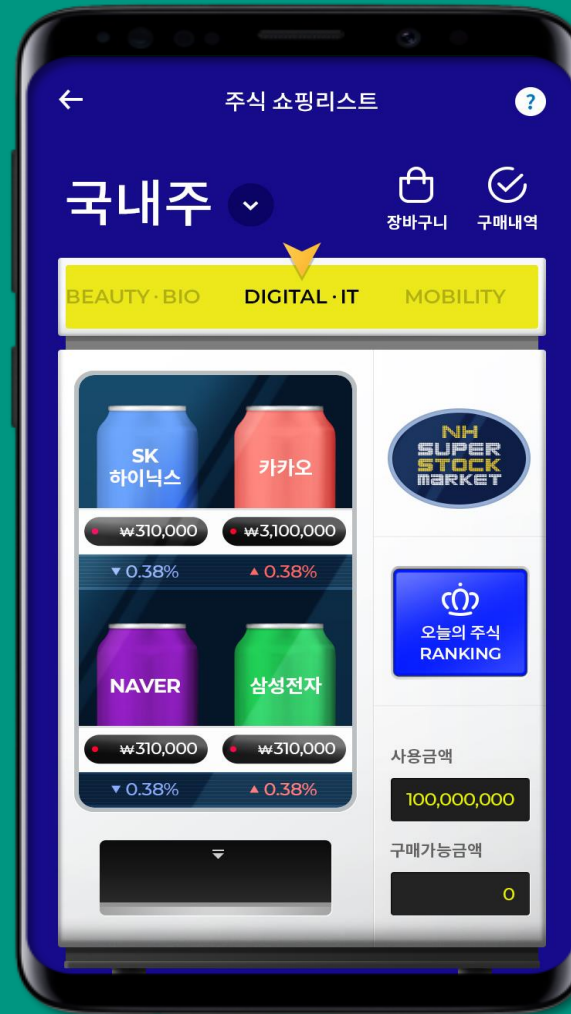 주식 쇼핑리스트
?
국내주
장바구니
구매내역
BEAUTY·BIO
DIGITAL·IT
MOBILITY
SK
하이닉스
카카오
₩310,000
₩3,100,000
▼ 0.38%
▲ 0.38%
NAVER
삼성전자
₩310,000
₩310,000
▼ 0.38%
▲ 0.38%
NH
SUPER
STOCK
MARKET
오늘의 주식
RANKING
사용금액
100,000,000
구매가능금액
0